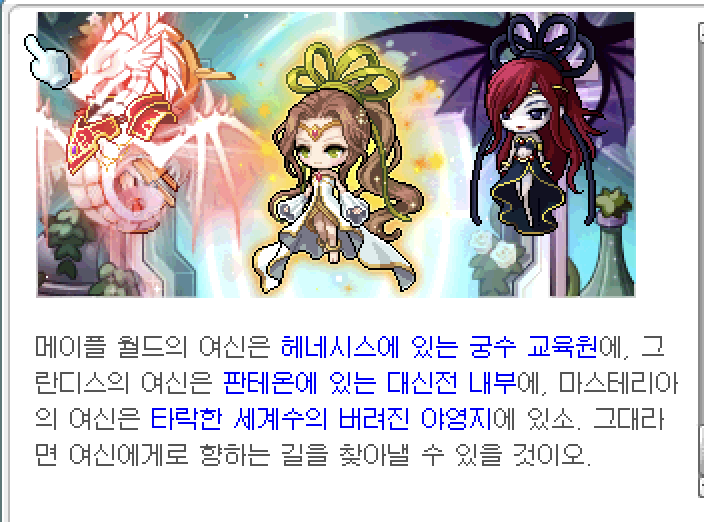 메이플 월드의 여신은 헤네시스에 있는 궁수 교육원에, 그
란디스의 여신은 판테온에 있는 대신전 내부에, 마스테리아
의 여신은 타락한 세계수의 버려진 야영지에 있소. 그대라
면 여신에게로 향하는 길을 찾아낼 수 있을 것이오.